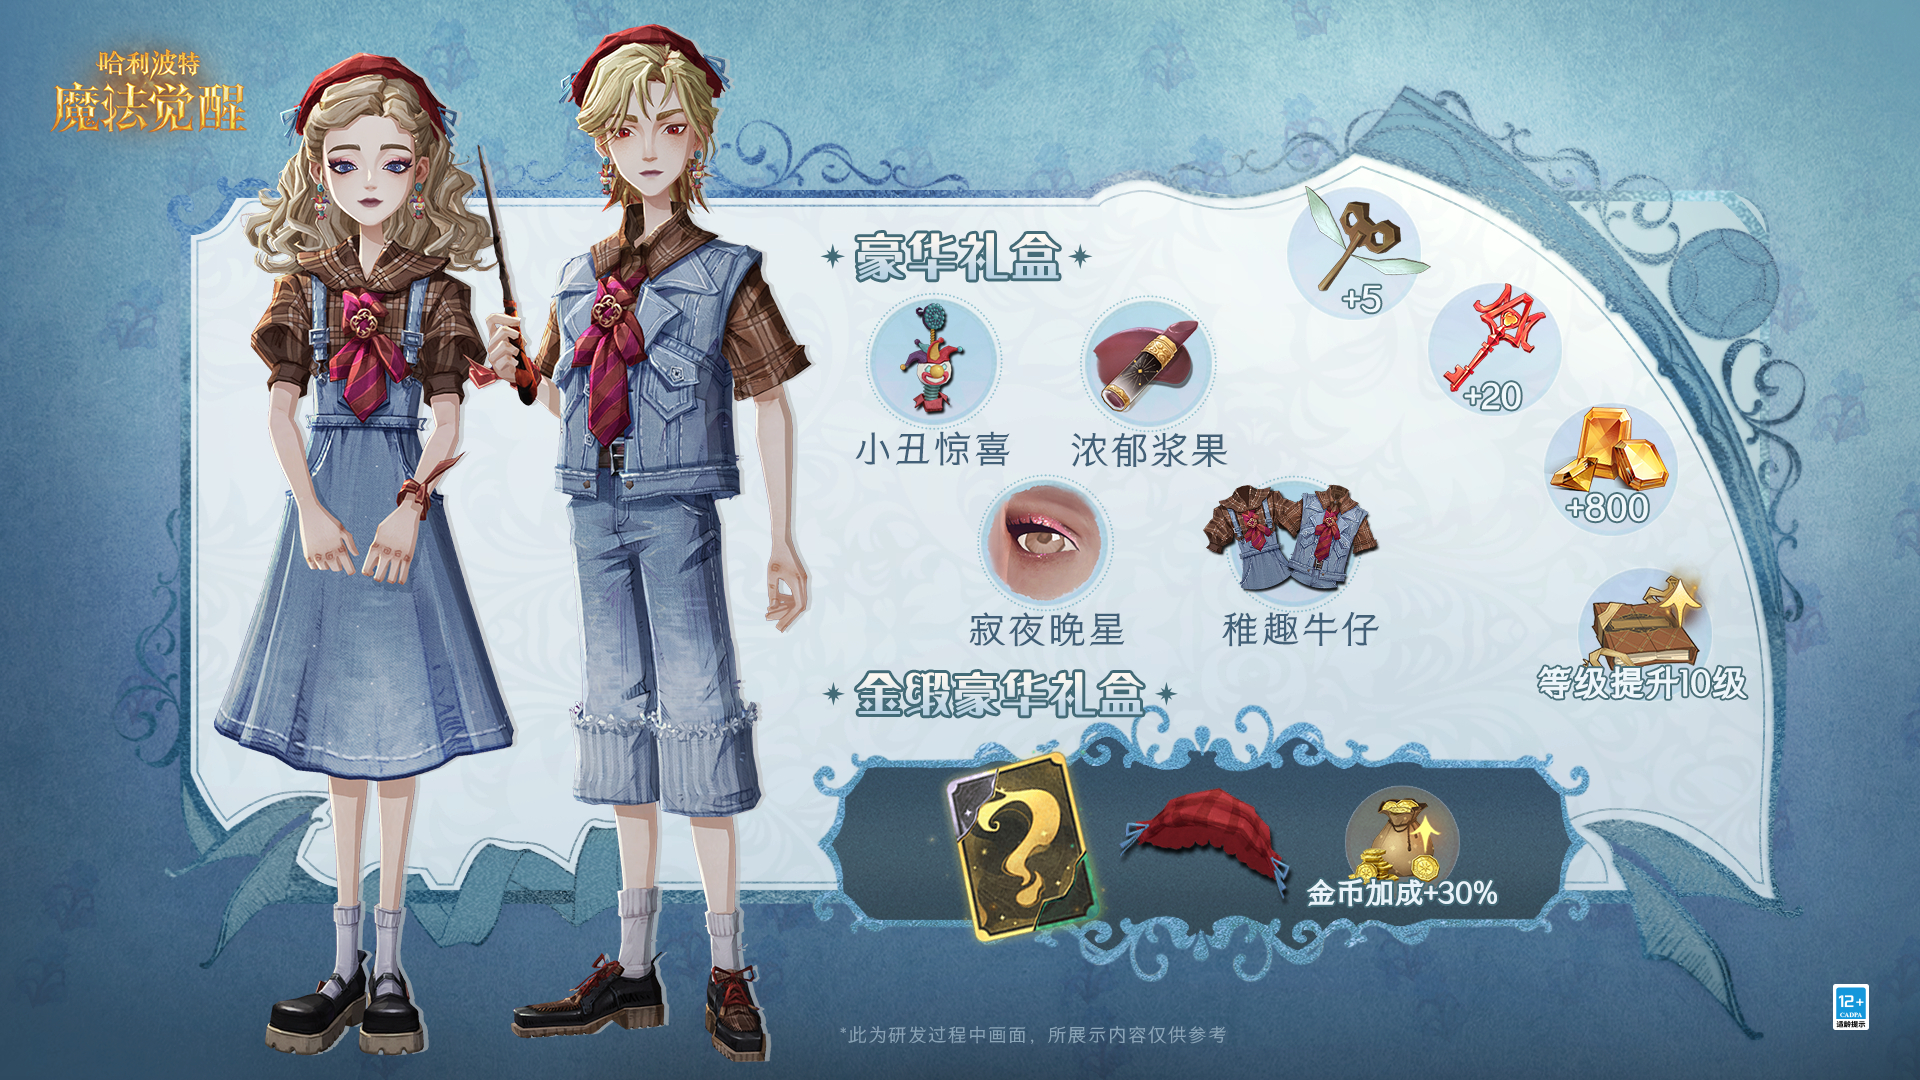 哈利波特
魔法觉醒
豪华礼盒
小丑惊喜
浓郁浆果
寂夜晚星
稚趣牛仔
+5
+20
+800
等级提升10级
金缎豪华礼盒
金币加成+30%
*此为研发过程中画面，所展示内容仅供参考
12+
CADPA
适龄提示